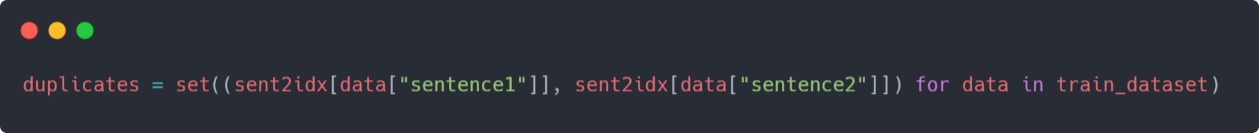 duplicates = set((sent2idx[data["sentence1"]], sent2idx[data["sentence2"]]) for data in train_dataset)